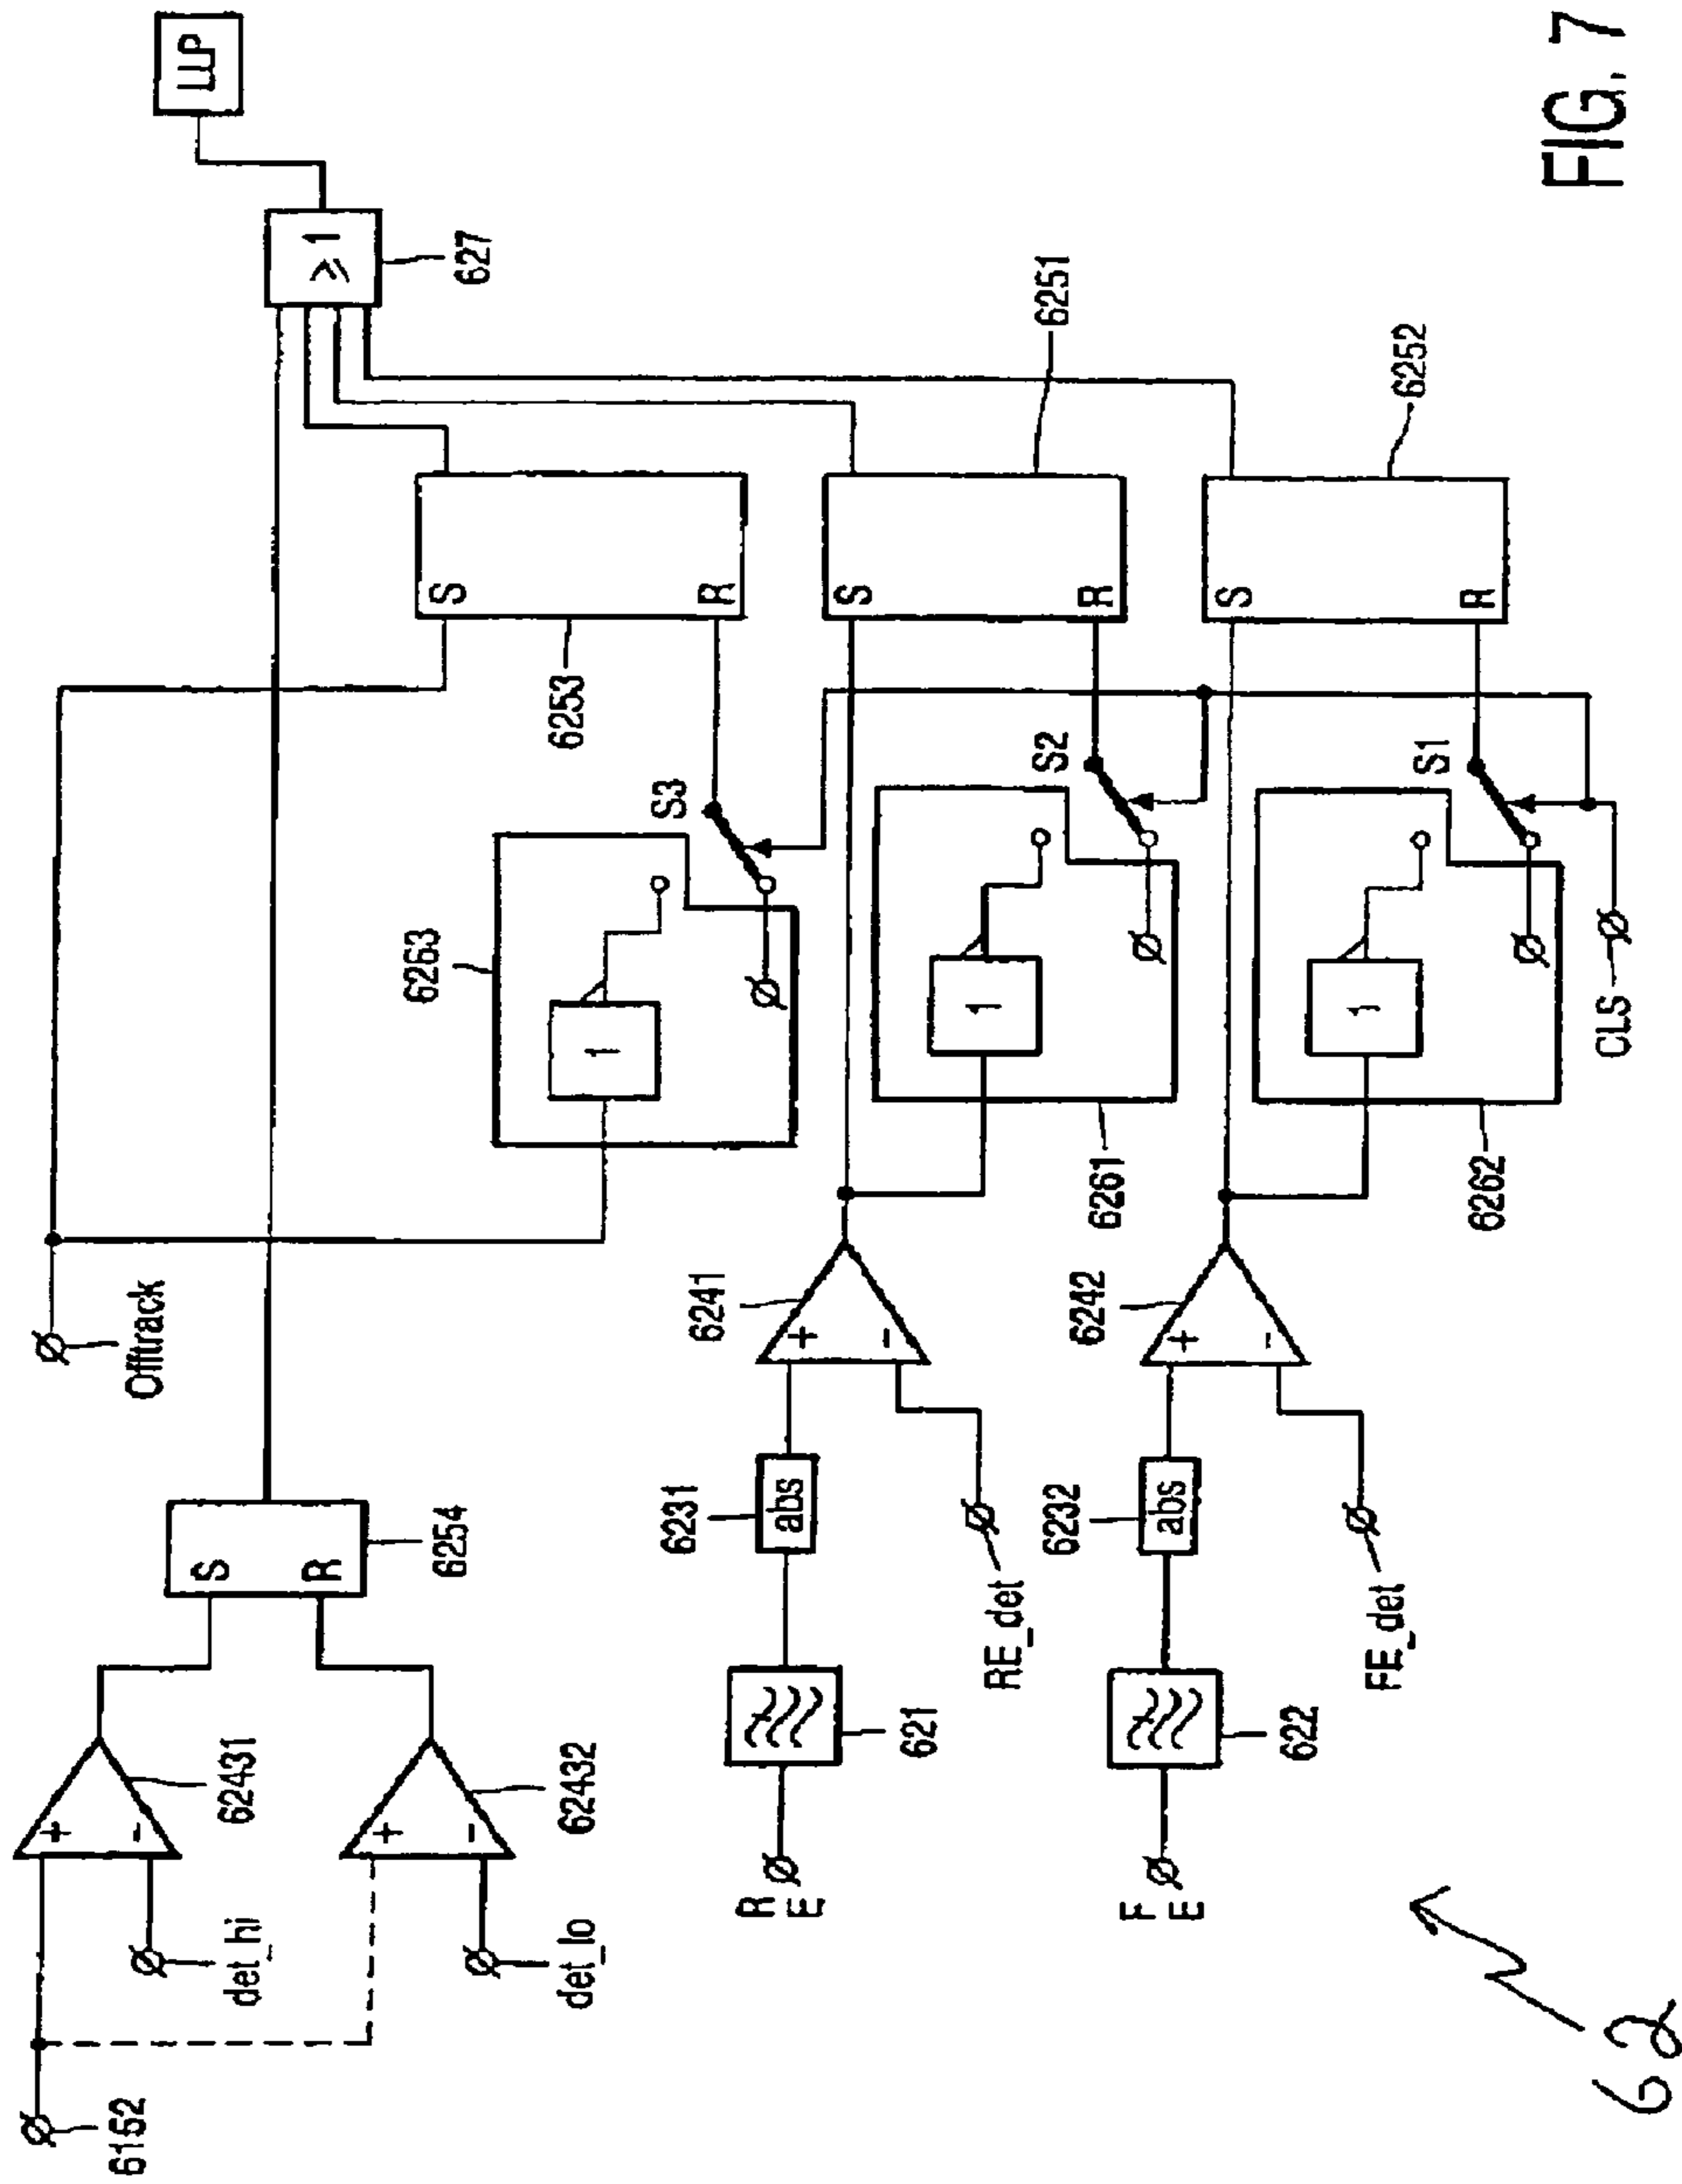 6152
+
-
det_hi
62431
+
-
det_lo
62432
S
R
6254
Offtrack
LLP
≥1
627
6263
1
S3
S
R
6253
R
E
621
6231
abs
+
-
6241
RE_det
6261
1
S2
S
R
6251
F
E
622
6232
abs
+
-
6242
FE_det
6262
1
S1
S
R
6252
CLS
62
FIG. 7